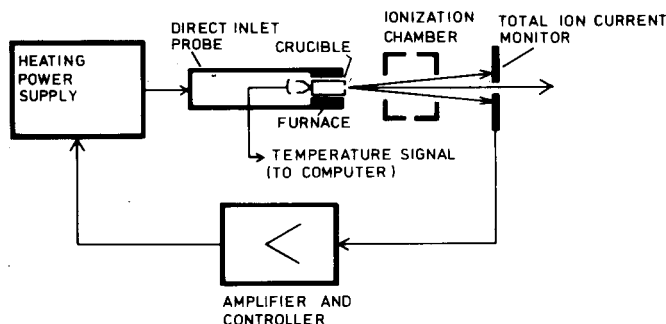 DIRECT INLET
PROBE
CRUCIBLE
IONIZATION
CHAMBER
TOTAL ION CURRENT
MONITOR
HEATING
POWER
SUPPLY
FURNACE
TEMPERATURE SIGNAL
(TO COMPUTER)
AMPLIFIER AND
CONTROLLER